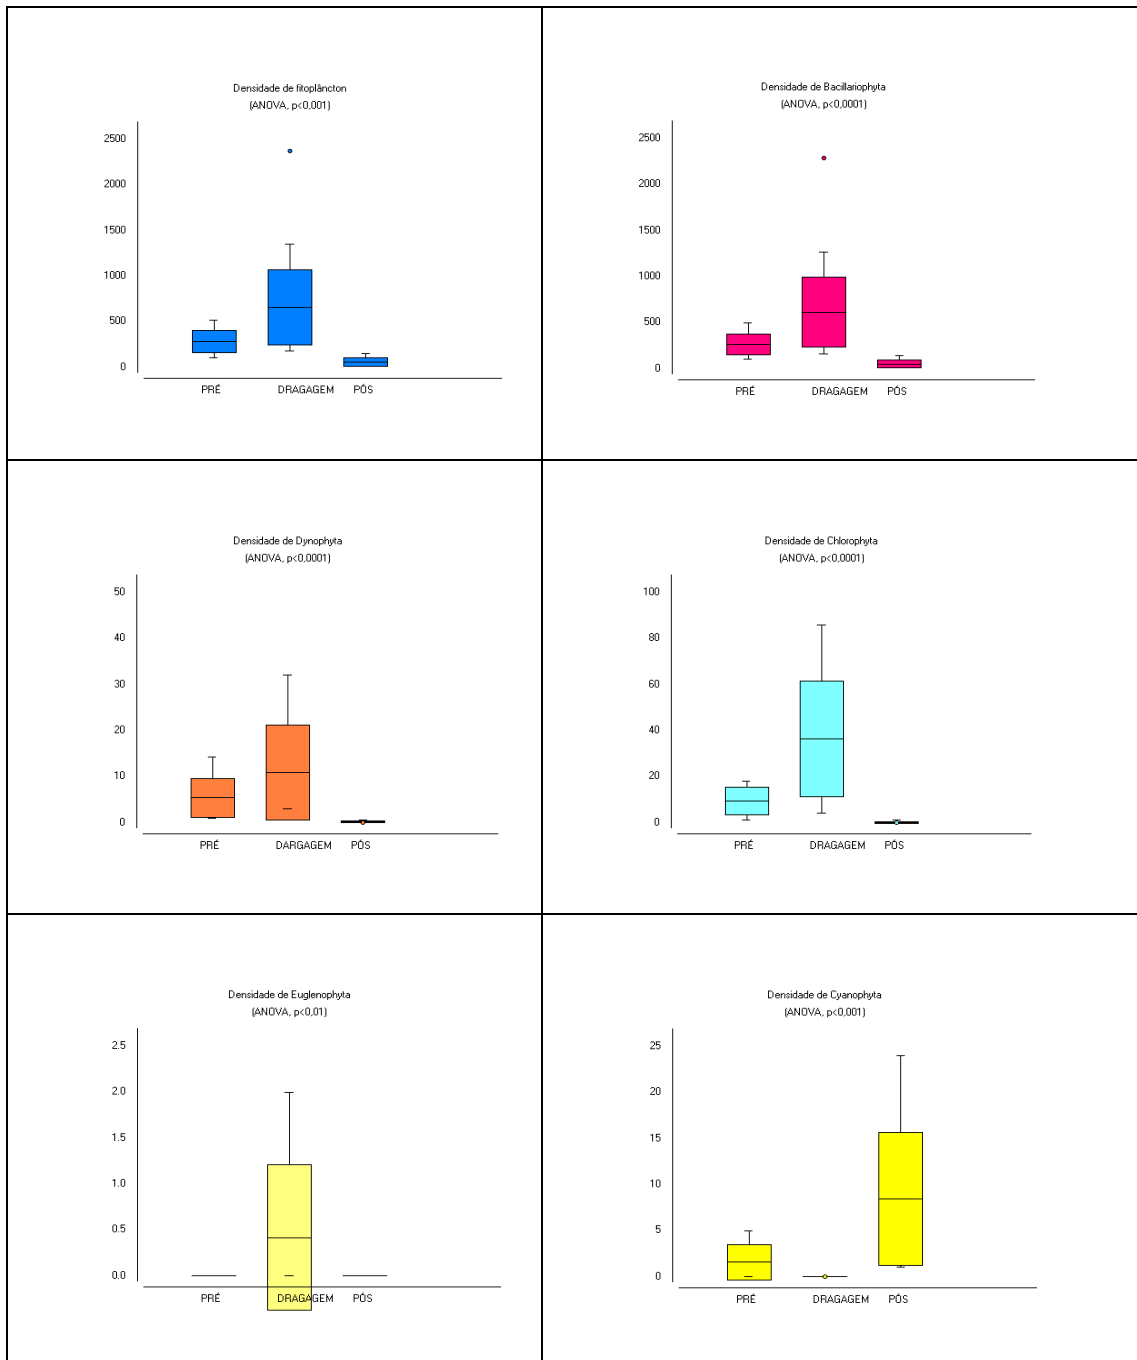 Densidade de fitoplâncton
(ANOVA, p<0,001)
2500
2000
1500
1000
500
0
PRÉ DRAGAGEM PÓS
Densidade de Bacillariophyta
(ANOVA, p<0,0001)
2500
2000
1500
1000
500
0
PRÉ DRAGAGEM PÓS
Densidade de Dynophyta
(ANOVA, p<0,0001)
50
40
30
20
10
0
PRÉ DARGAGEM PÓS
Densidade de Chlorophyta
(ANOVA, p<0,0001)
100
80
60
40
20
0
PRÉ DRAGAGEM PÓS
Densidade de Euglenophyta
(ANOVA, p<0,01)
2.5
2.0
1.5
1.0
0.5
0.0
PRÉ DRAGAGEM PÓS
Densidade de Cyanophyta
(ANOVA, p<0,001)
25
20
15
10
5
0
PRÉ DRAGAGEM PÓS